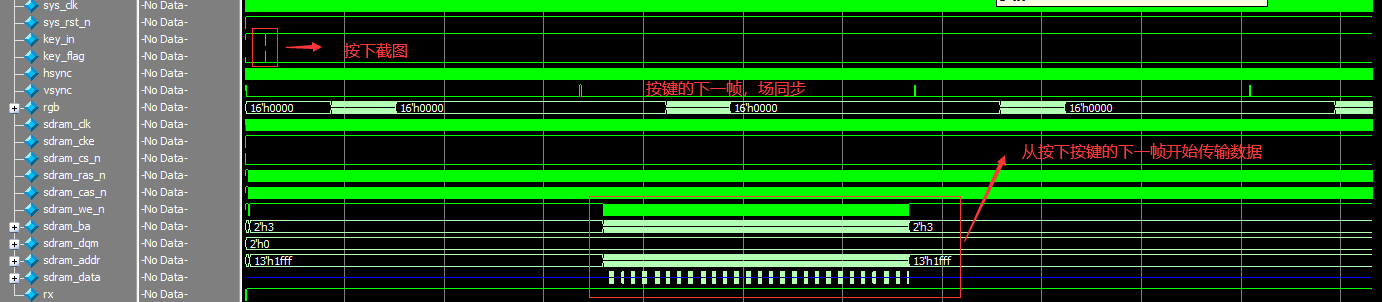 sys_clk -No Data-
sys_rst_n -No Data-
key_in -No Data-
key_flag -No Data-
按下截图
hsync -No Data-
vsync -No Data-
按键的下一帧，场同步
rgb -No Data- 16'h0000 16'h0000 16'h0000 16'h0000
sdram_clk -No Data-
sdram_cke -No Data-
sdram_cs_n -No Data-
从按下按键的下一帧开始传输数据
sdram_ras_n -No Data-
sdram_cas_n -No Data-
sdram_we_n -No Data-
sdram_ba -No Data- 2'h3 2'h3
sdram_dqm -No Data- 2'h0
sdram_addr -No Data- 13'h1fff 13'h1fff
sdram_data -No Data-
rx -No Data-